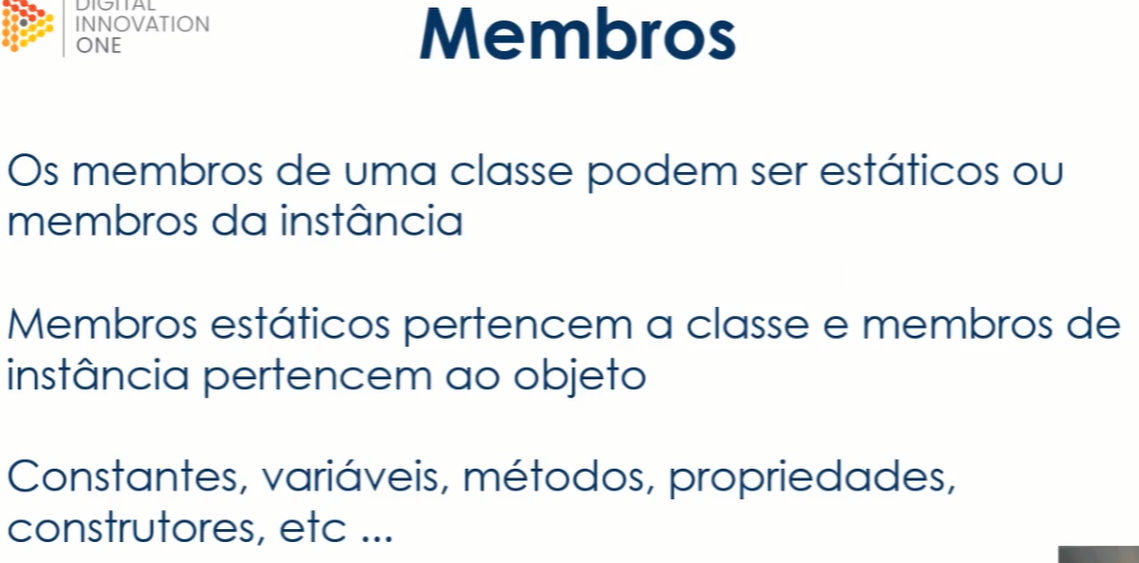 DIGITAL
INNOVATION
ONE
Membros
Os membros de uma classe podem ser estáticos ou
membros da instância
Membros estáticos pertencem a classe e membros de
instância pertencem ao objeto
Constantes, variáveis, métodos, propriedades,
construtores, etc ...